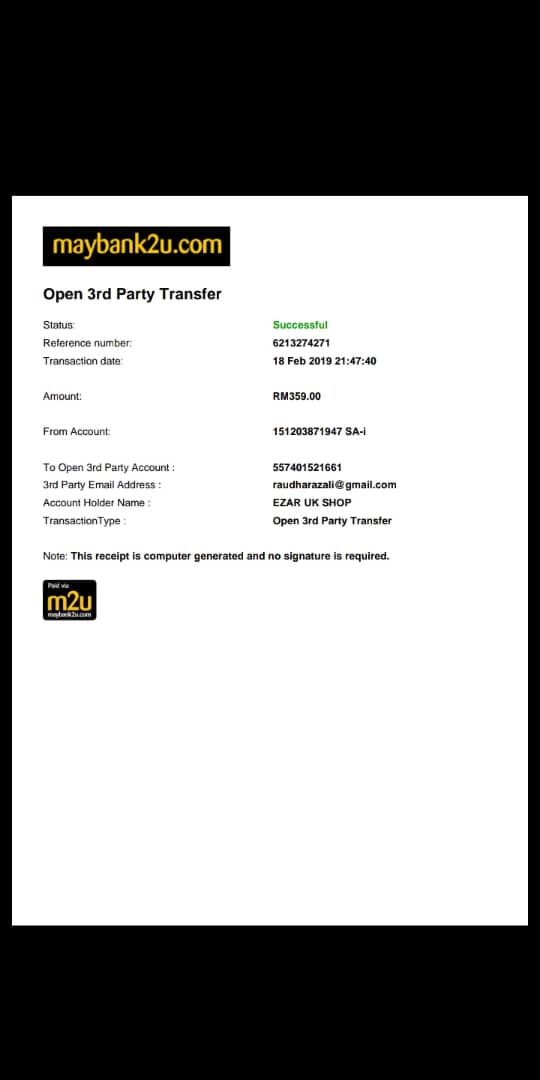 maybank2u.com
Open 3rd Party Transfer
Status: Successful
Reference number: 6213274271
Transaction date: 18 Feb 2019 21:47:40
Amount: RM359.00
From Account: 151203871947 SA-i
To Open 3rd Party Account : 557401521661
3rd Party Email Address : raudharazali@gmail.com
Account Holder Name : EZAR UK SHOP
TransactionType : Open 3rd Party Transfer
Note: This receipt is computer generated and no signature is required.
Paid via
m2u
maybank2u.com